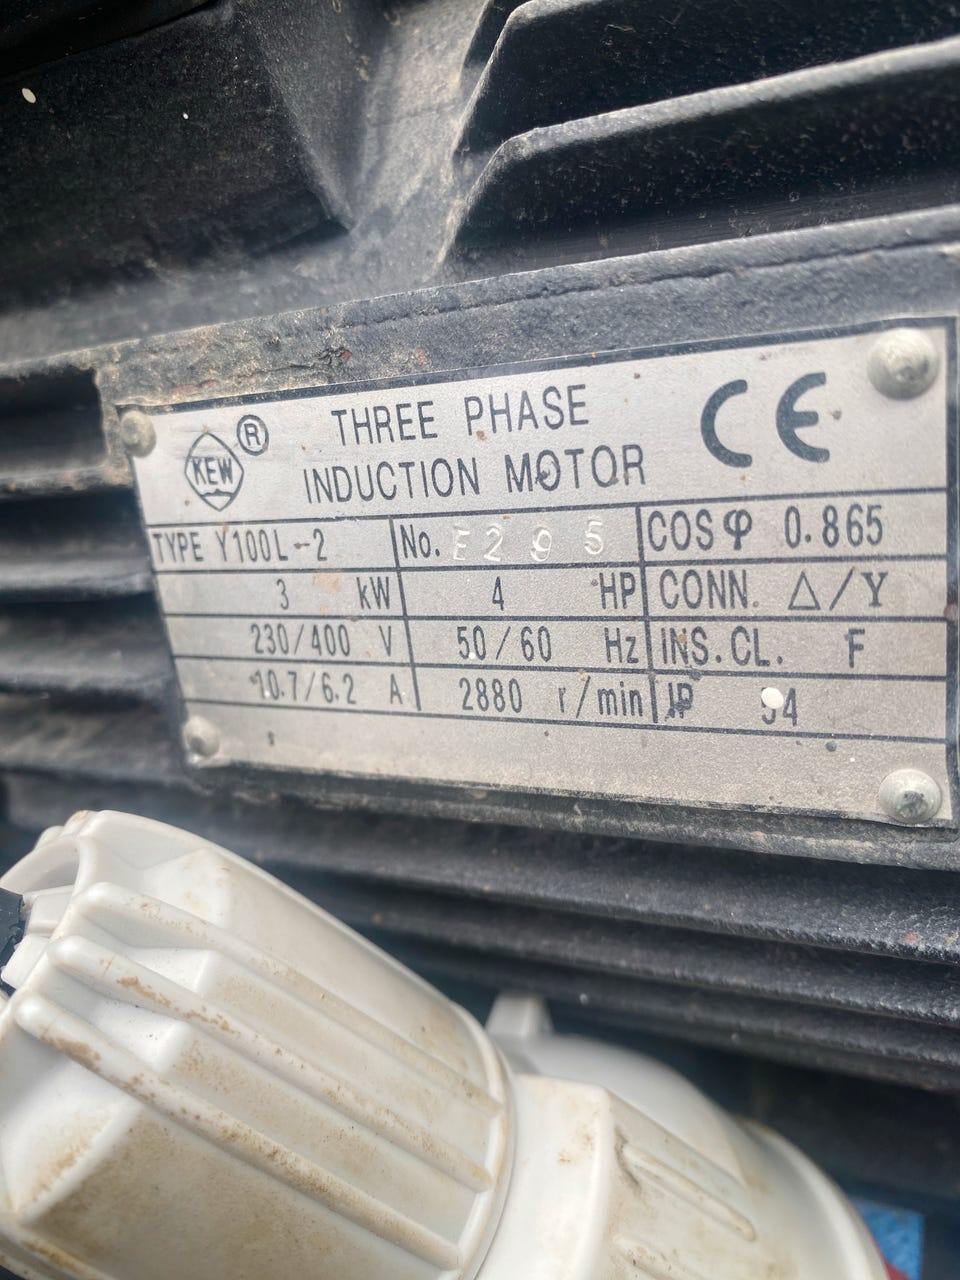 KEW ®
THREE PHASE
INDUCTION MOTOR
CE
TYPE Y100L-2 No. E295 COSφ 0.865
3 kW 4 HP CONN. △/Y
230/400 V 50/60 Hz INS.CL. F
10.7/6.2 A 2880 r/min IP 54